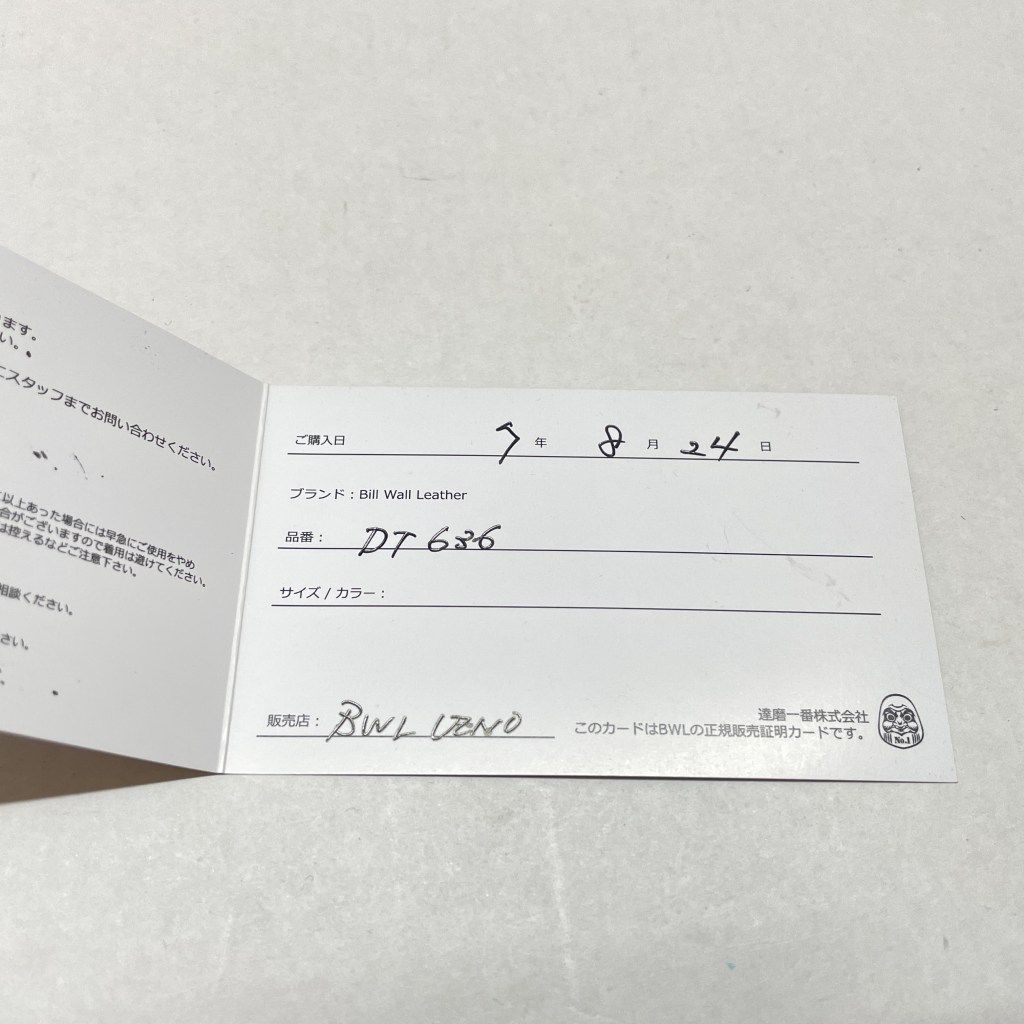 ます。
い。
にスタッフまでお問い合わせください。
以上あった場合には早急にご使用をやめ
合がございますので着用は避けてください。
は控えるなどご注意下さい。
相談ください。
さい。
ご購入日 7 年 8 月 24 日
ブランド：Bill Wall Leather
品番： DT 636
サイズ / カラー：
販売店： BWL UENO
達磨一番株式会社
このカードはBWLの正規販売証明カードです。
No.1